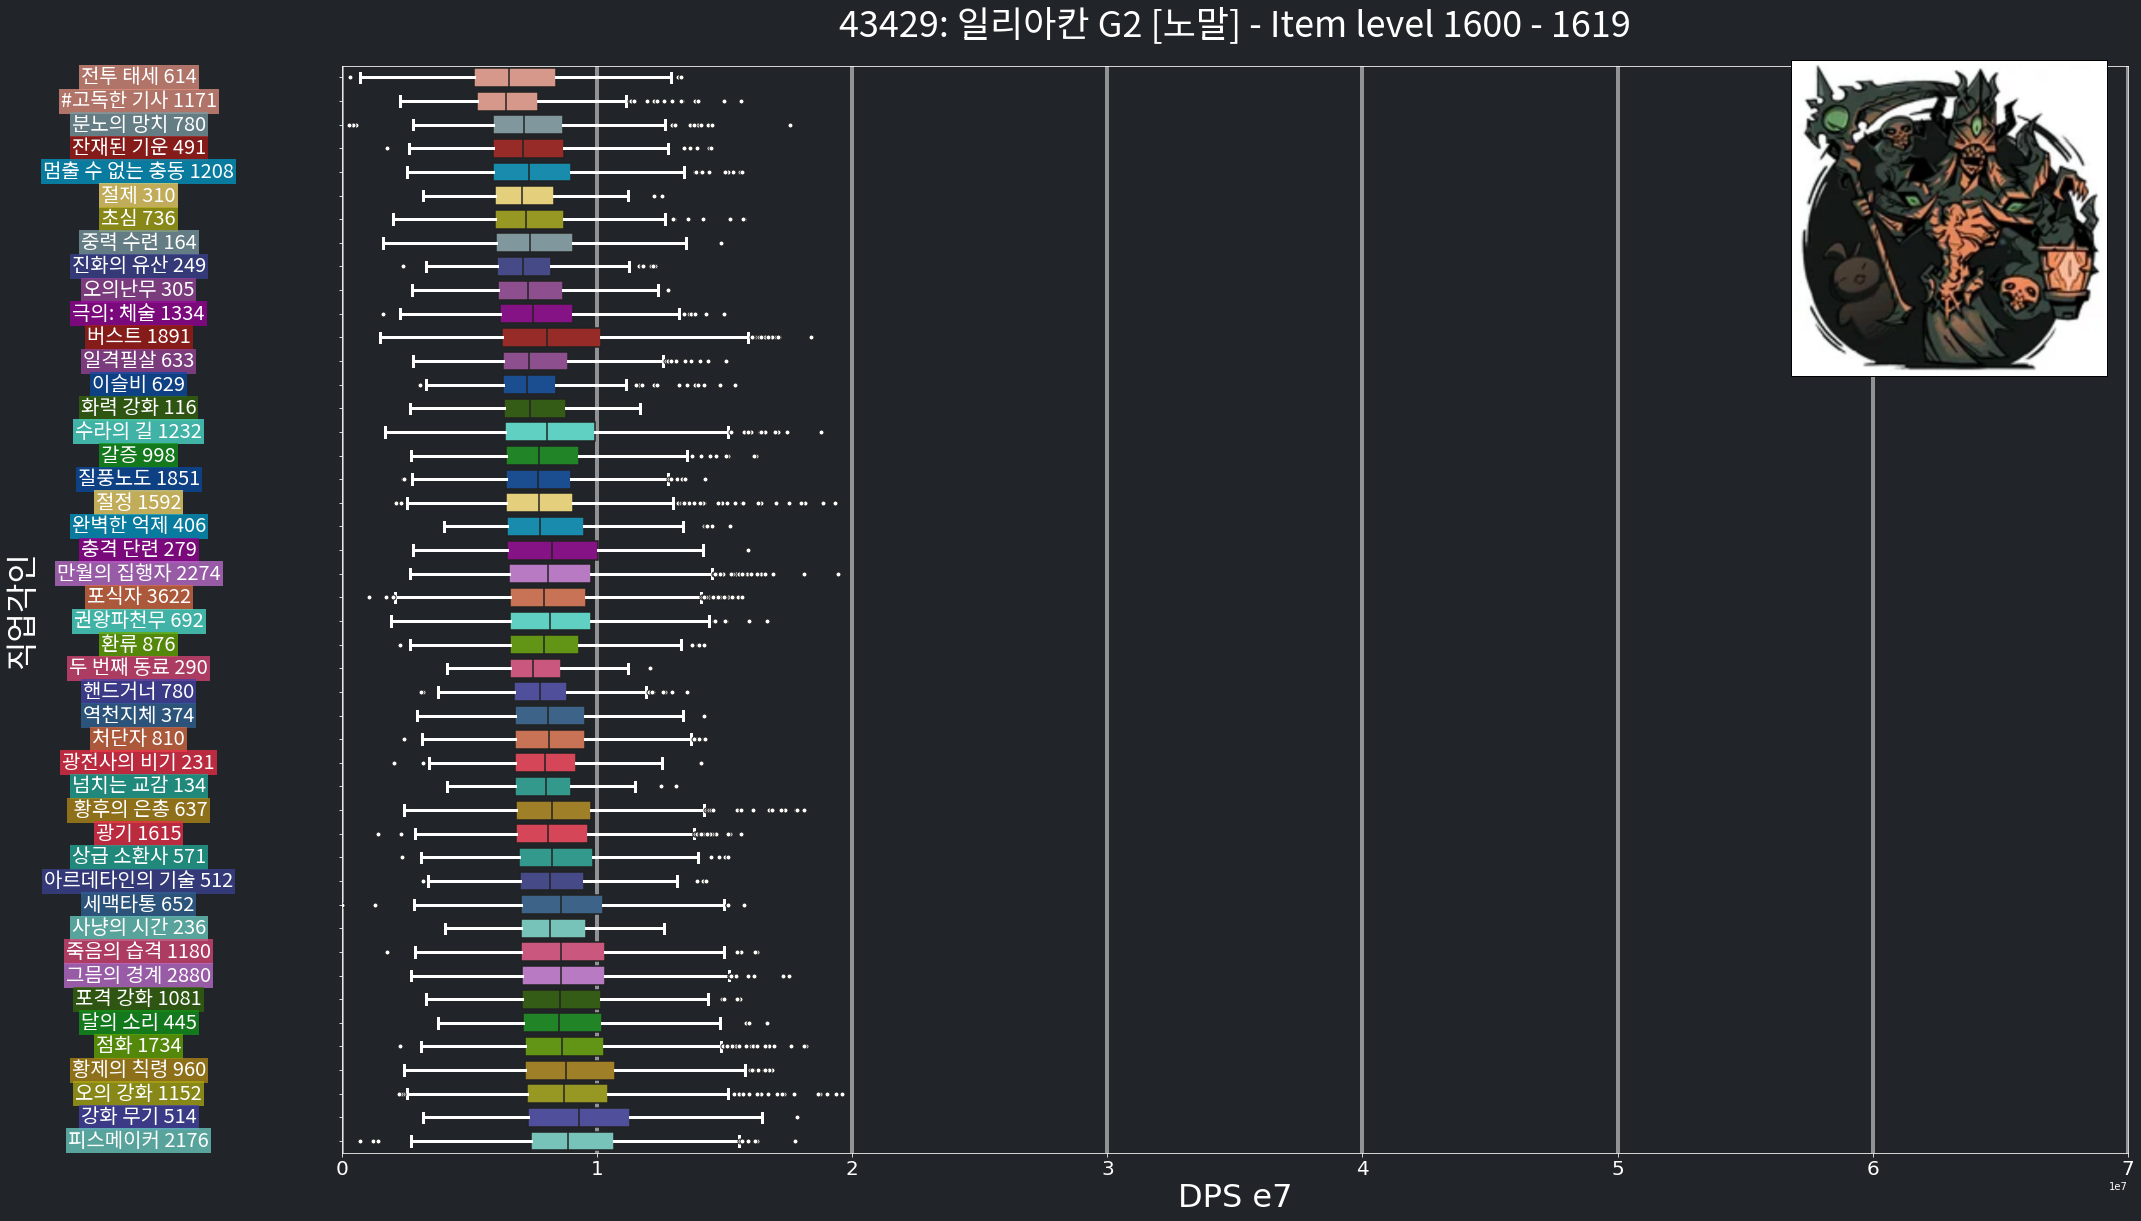 43429: 일리아칸 G2 [노말] - Item level 1600 - 1619
직업각인
전투 태세 614
#고독한 기사 1171
분노의 망치 780
잔재된 기운 491
멈출 수 없는 충동 1208
절제 310
초심 736
중력 수련 164
진화의 유산 249
오의난무 305
극의: 체술 1334
버스트 1891
일격필살 633
이슬비 629
화력 강화 116
수라의 길 1232
갈증 998
질풍노도 1851
절정 1592
완벽한 억제 406
충격 단련 279
만월의 집행자 2274
포식자 3622
권왕파천무 692
환류 876
두 번째 동료 290
핸드거너 780
역천지체 374
처단자 810
광전사의 비기 231
넘치는 교감 134
황후의 은총 637
광기 1615
상급 소환사 571
아르데타인의 기술 512
세맥타통 652
사냥의 시간 236
죽음의 습격 1180
그믐의 경계 2880
포격 강화 1081
달의 소리 445
점화 1734
황제의 칙령 960
오의 강화 1152
강화 무기 514
피스메이커 2176
0 1 2 3 4 5 6 7
1e7
DPS e7